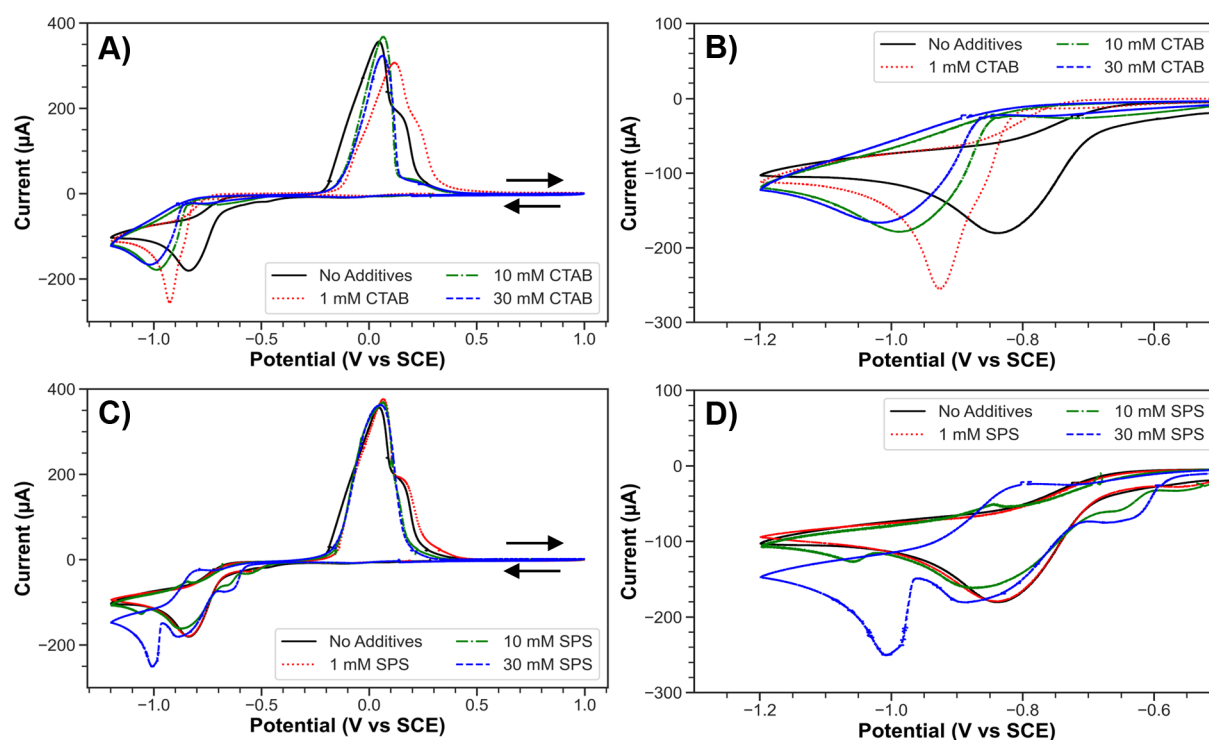 A)
400
200
0
−200
Current (µA)
No Additives
1 mM CTAB
10 mM CTAB
30 mM CTAB
−1.0
−0.5
0.0
0.5
1.0
Potential (V vs SCE)
B)
100
0
−100
−200
−300
Current (µA)
No Additives
1 mM CTAB
10 mM CTAB
30 mM CTAB
−1.2
−1.0
−0.8
−0.6
Potential (V vs SCE)
C)
400
200
0
−200
Current (µA)
No Additives
1 mM SPS
10 mM SPS
30 mM SPS
−1.0
−0.5
0.0
0.5
1.0
Potential (V vs SCE)
D)
100
0
−100
−200
−300
Current (µA)
No Additives
1 mM SPS
10 mM SPS
30 mM SPS
−1.2
−1.0
−0.8
−0.6
Potential (V vs SCE)